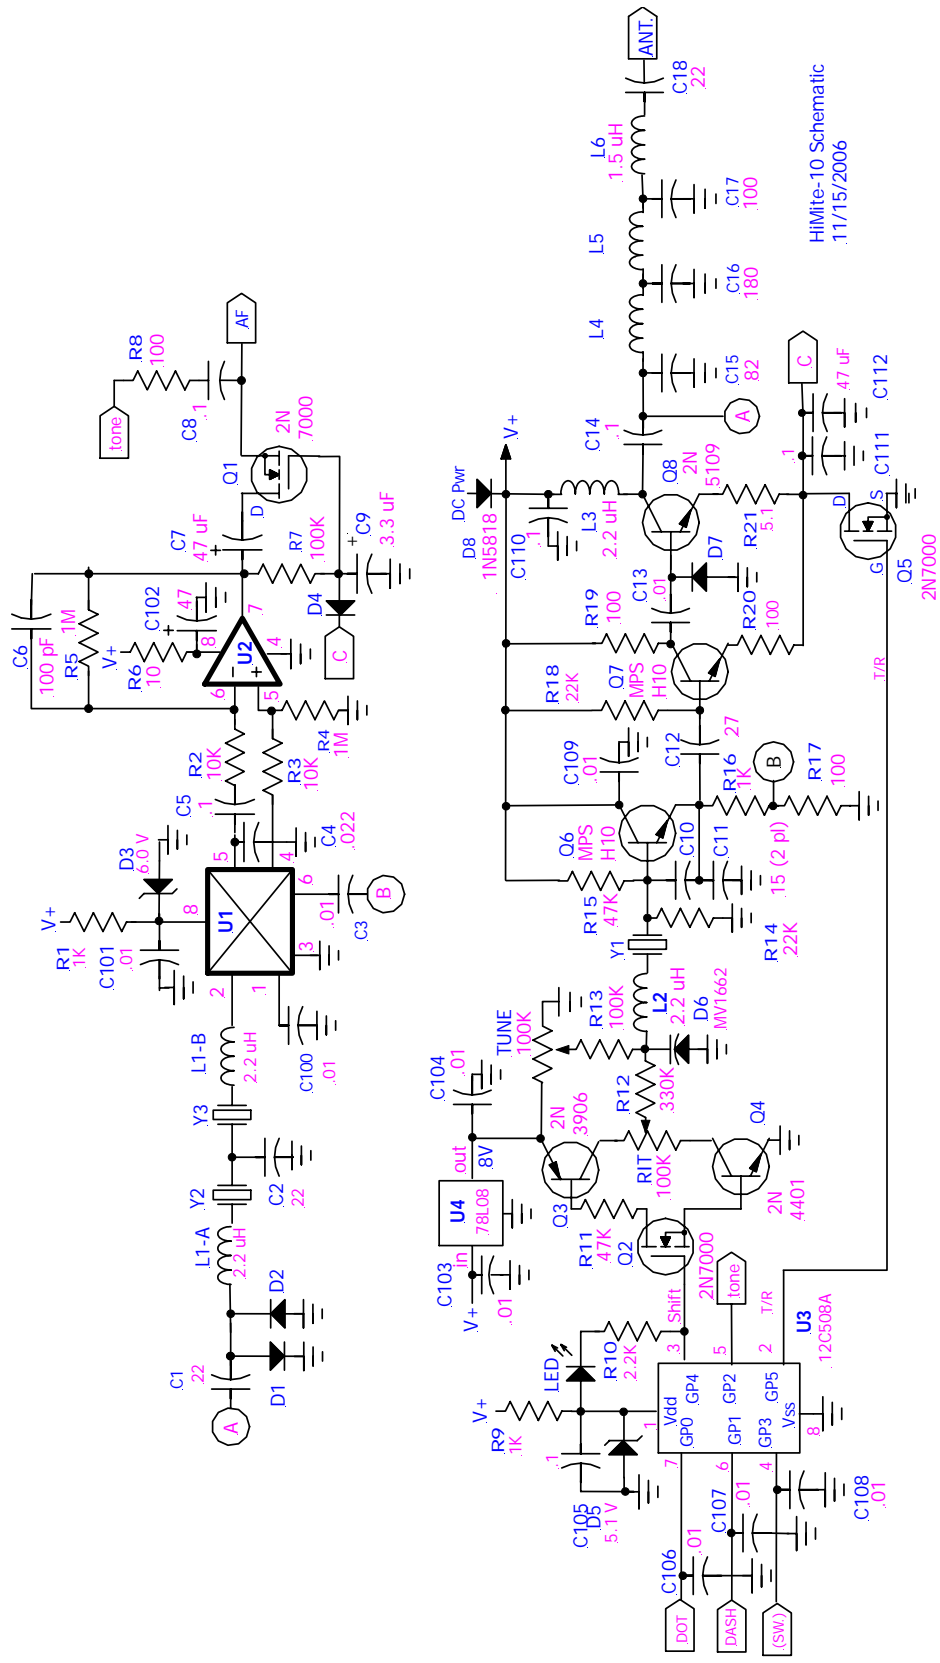 A
C1
22
D1
D2
L1-A
2.2 uH
Y2
C2
22
Y3
L1-B
2.2 uH
C100
.01
2
1
U1
8
3
6
5
4
V+
R1
1K
C101
.01
D3
6.0 V
.01
C3
B
C5
.1
C4
.022
R2
10K
R3
10K
R4
1M
C6
100 pF
R5
1M
V+
R6
10
C102
47
+
8
6
5
−
+
U2
7
4
C7
47 uF
+
R7
100K
D4
C
C9
3.3 uF
+
D
Q1
2N
7000
C8
.1
R8
100
tone
AF
DOT
DASH
(SW.)
C106
.01
C107
.01
C108
.01
7
6
4
GP0
GP1
GP3
Vdd
Vss
GP4
GP2
GP5
1
8
3
5
2
U3
12C508A
V+
R9
1K
.1
C105
D5
5.1 V
LED
R10
2.2K
Shift
tone
T/R
V+
C103
.01
in
U4
78L08
out
8V
C104
.01
R11
47K
Q2
2N7000
Q3
2N
3906
RIT
100K
2N
4401
Q4
TUNE
100K
R12
330K
R13
100K
D6
MV1662
L2
2.2 uH
Y1
R14
22K
R15
47K
Q6
MPS
H10
C109
.01
C10
C11
15 (2 pl)
R16
1K
B
R17
100
C12
27
R18
22K
Q7
MPS
H10
R19
100
R20
100
C13
.01
D7
DC Pwr
D8
1N5818
V+
C110
.1
L3
2.2 uH
Q8
2N
5109
R21
5.1
C14
.1
A
C15
82
L4
C16
180
L5
C17
100
L6
1.5 uH
C18
22
ANT.
C
.1
C111
47 uF
C112
D
S
G
Q5
2N7000
T/R
HiMite-10 Schematic
11/15/2006